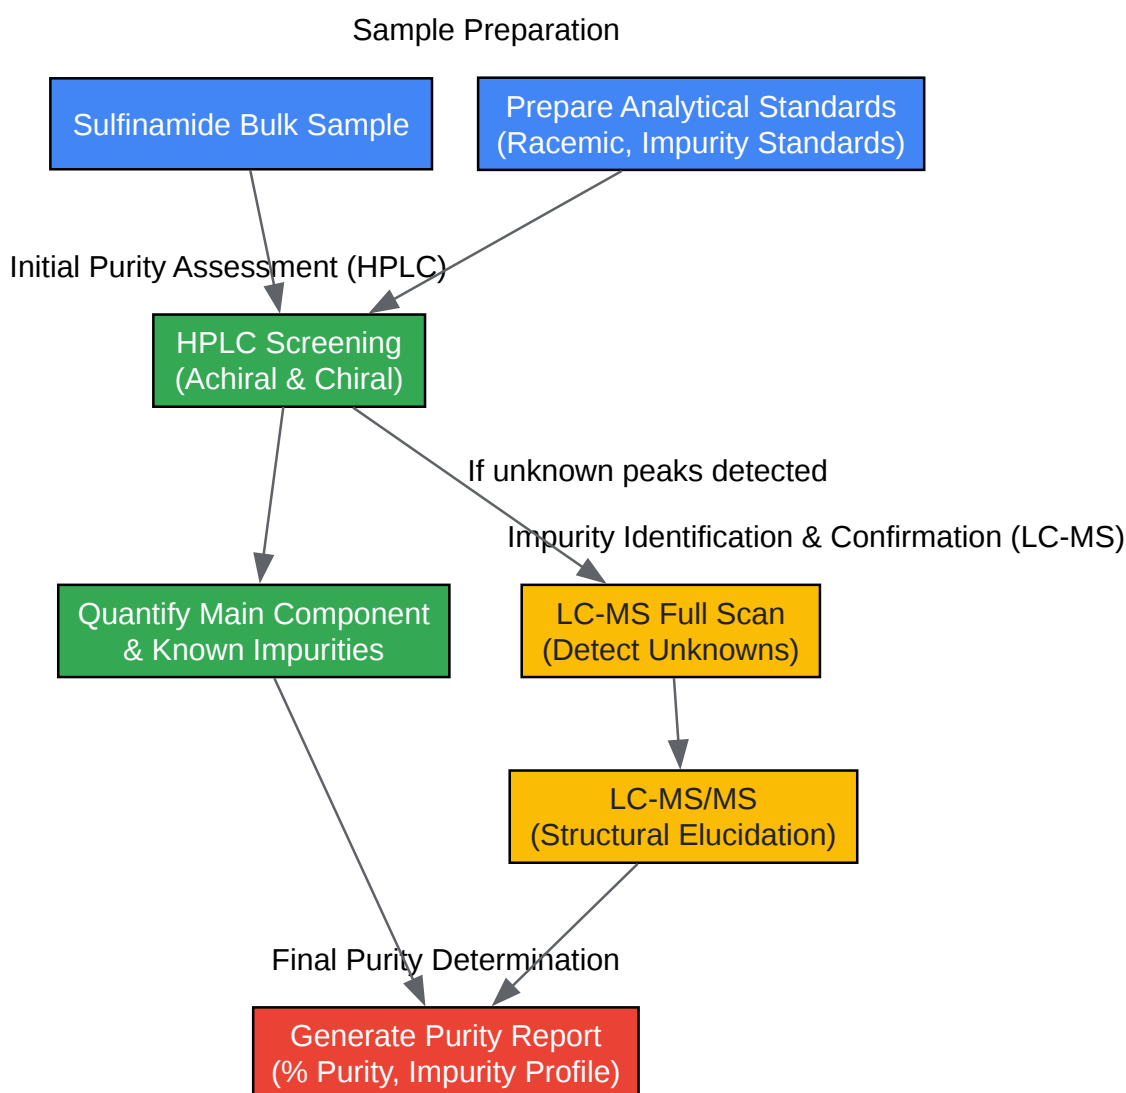 Sample Preparation
Sulfinamide Bulk Sample
Prepare Analytical Standards
(Racemic, Impurity Standards)
Initial Purity Assessment (HPLC)
HPLC Screening
(Achiral & Chiral)
If unknown peaks detected
Impurity Identification & Confirmation (LC-MS)
Quantify Main Component
& Known Impurities
LC-MS Full Scan
(Detect Unknowns)
LC-MS/MS
(Structural Elucidation)
Final Purity Determination
Generate Purity Report
(% Purity, Impurity Profile)